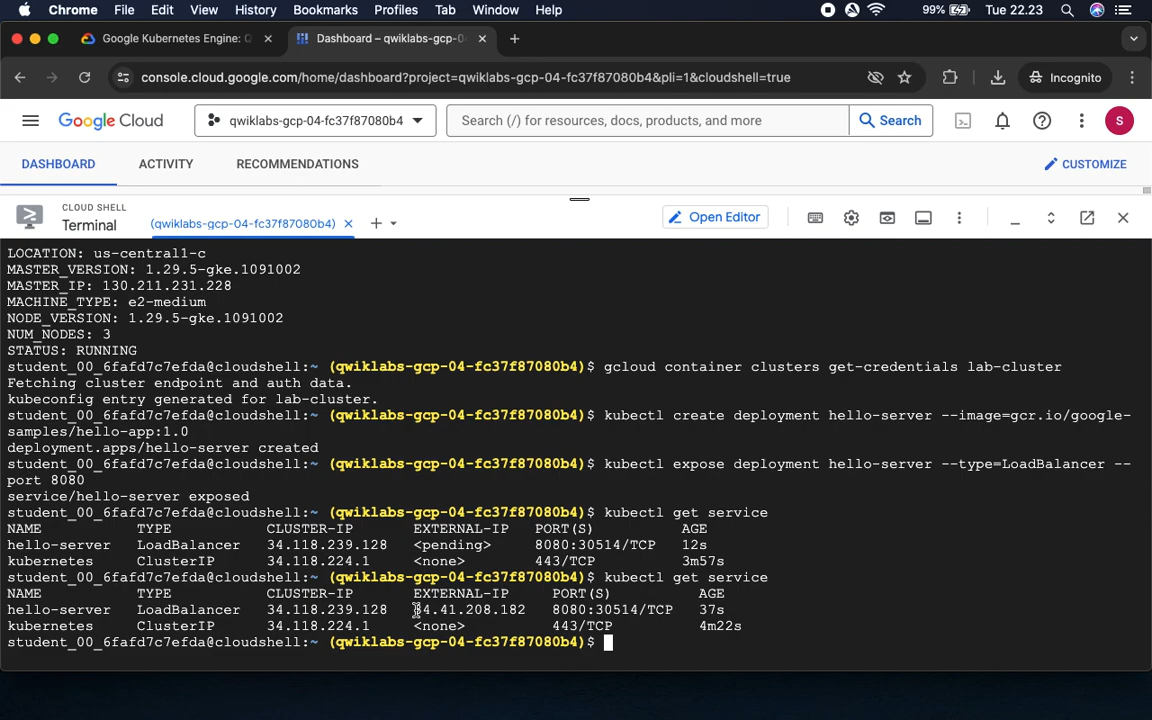 Chrome File Edit View History Bookmarks Profiles Tab Window Help 99% Tue 22.23
Google Kubernetes Engine: Q Dashboard – qwiklabs-gcp-0
console.cloud.google.com/home/dashboard?project=qwiklabs-gcp-04-fc37f87080b4&pli=1&cloudshell=true Incognito
Google Cloud qwiklabs-gcp-04-fc37f87080b4 Search (/) for resources, docs, products, and more Search S
DASHBOARD ACTIVITY RECOMMENDATIONS CUSTOMIZE
CLOUD SHELL
Terminal (qwiklabs-gcp-04-fc37f87080b4) Open Editor
LOCATION: us-central1-c
MASTER_VERSION: 1.29.5-gke.1091002
MASTER_IP: 130.211.231.228
MACHINE_TYPE: e2-medium
NODE_VERSION: 1.29.5-gke.1091002
NUM_NODES: 3
STATUS: RUNNING
student_00_6fafd7c7efda@cloudshell:~ (qwiklabs-gcp-04-fc37f87080b4)$ gcloud container clusters get-credentials lab-cluster
Fetching cluster endpoint and auth data.
kubeconfig entry generated for lab-cluster.
student_00_6fafd7c7efda@cloudshell:~ (qwiklabs-gcp-04-fc37f87080b4)$ kubectl create deployment hello-server --image=gcr.io/google-
samples/hello-app:1.0
deployment.apps/hello-server created
student_00_6fafd7c7efda@cloudshell:~ (qwiklabs-gcp-04-fc37f87080b4)$ kubectl expose deployment hello-server --type=LoadBalancer --
port 8080
service/hello-server exposed
student_00_6fafd7c7efda@cloudshell:~ (qwiklabs-gcp-04-fc37f87080b4)$ kubectl get service
NAME TYPE CLUSTER-IP EXTERNAL-IP PORT(S) AGE
hello-server LoadBalancer 34.118.239.128 <pending> 8080:30514/TCP 12s
kubernetes ClusterIP 34.118.224.1 <none> 443/TCP 3m57s
student_00_6fafd7c7efda@cloudshell:~ (qwiklabs-gcp-04-fc37f87080b4)$ kubectl get service
NAME TYPE CLUSTER-IP EXTERNAL-IP PORT(S) AGE
hello-server LoadBalancer 34.118.239.128 34.41.208.182 8080:30514/TCP 37s
kubernetes ClusterIP 34.118.224.1 <none> 443/TCP 4m22s
student_00_6fafd7c7efda@cloudshell:~ (qwiklabs-gcp-04-fc37f87080b4)$